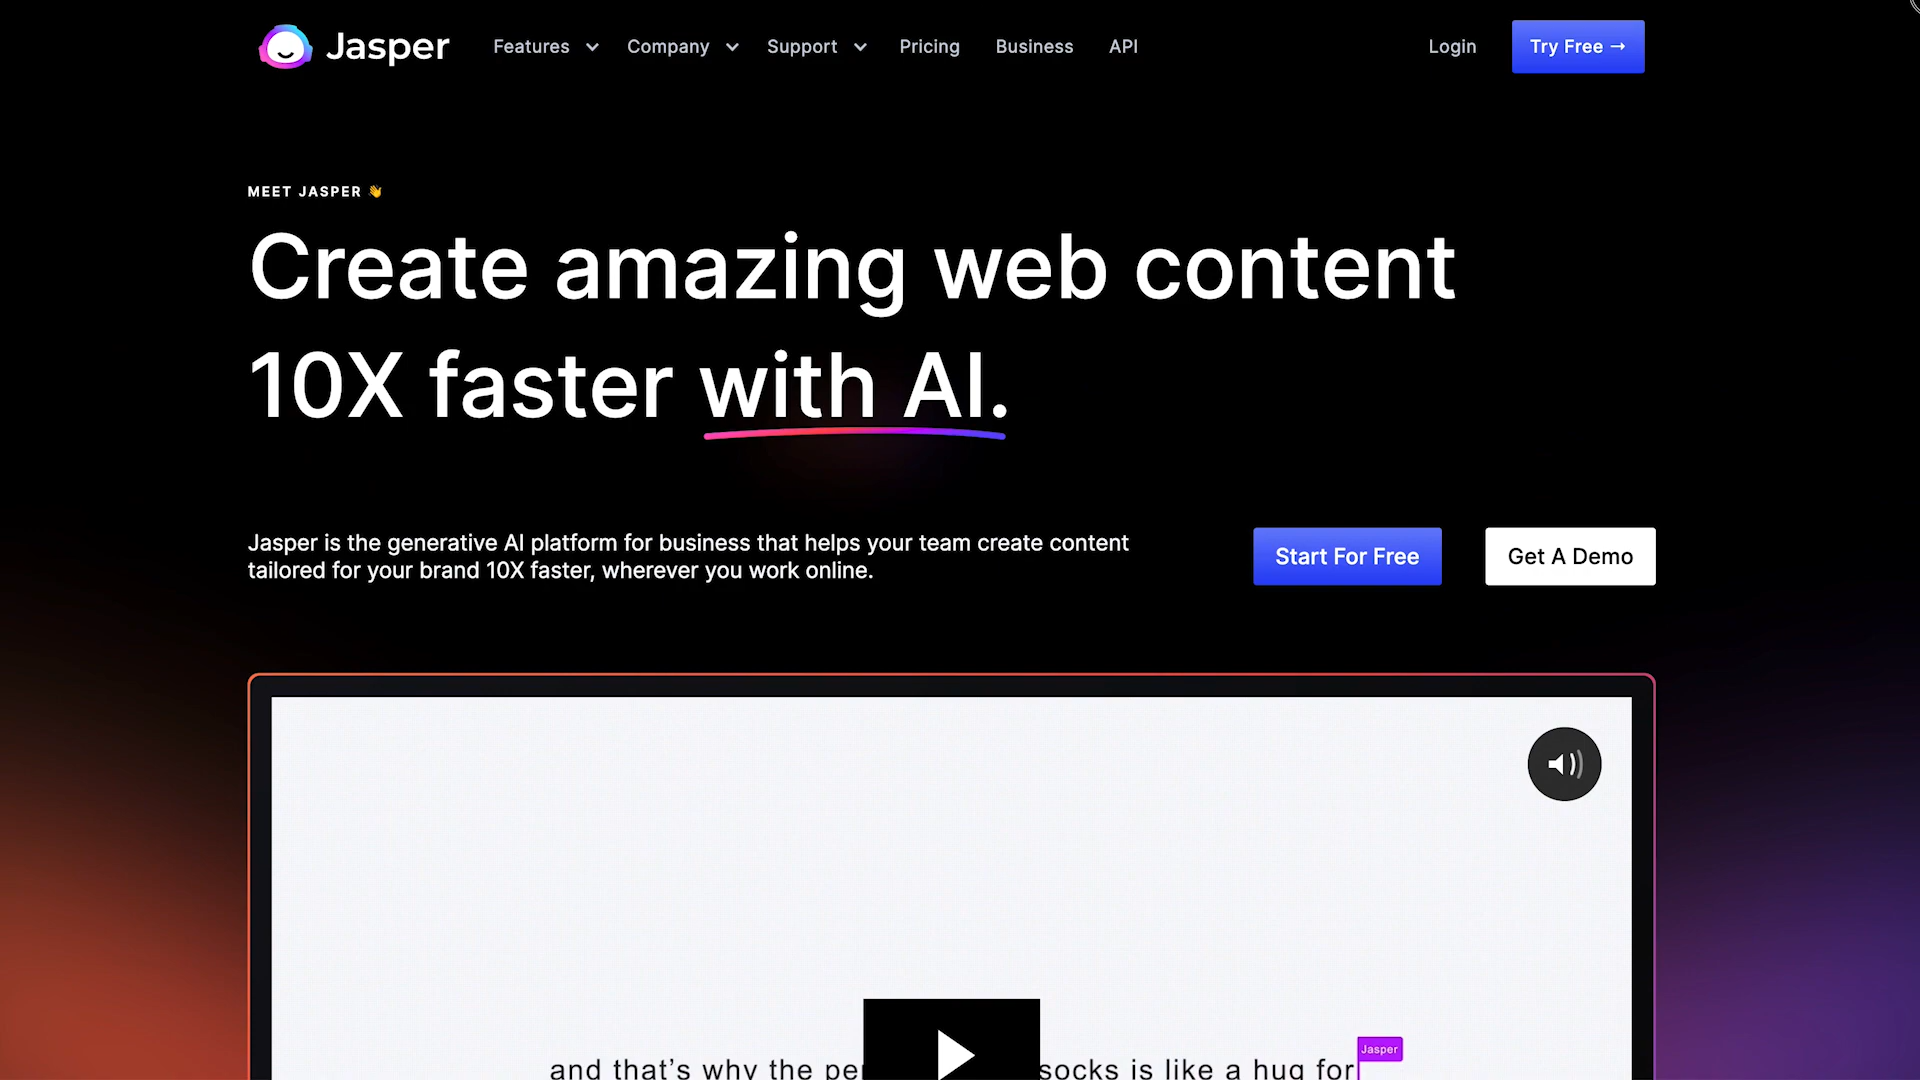 Jasper
Features
Company
Support
Pricing
Business
API
Login
Try Free →
MEET JASPER 👋
Create amazing web content
10X faster with AI.
Jasper is the generative AI platform for business that helps your team create content
tailored for your brand 10X faster, wherever you work online.
Start For Free
Get A Demo
Jasper
and that’s why the socks is like a hug for